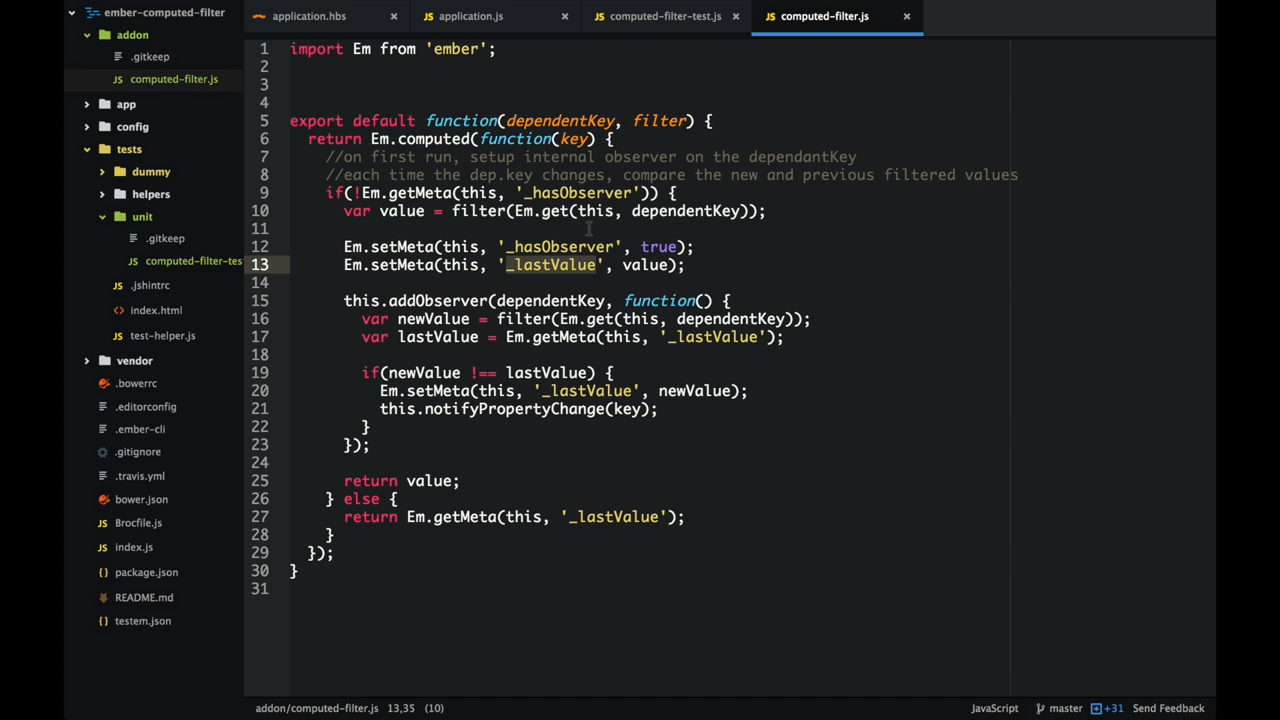 ember-computed-filter
addon
.gitkeep
computed-filter.js
app
config
tests
dummy
helpers
unit
.gitkeep
computed-filter-tes
.jshintrc
index.html
test-helper.js
vendor
.bowerrc
.editorconfig
.ember-cli
.gitignore
.travis.yml
bower.json
Brocfile.js
index.js
package.json
README.md
testem.json
application.hbs
application.js
computed-filter-test.js
computed-filter.js
1 import Em from 'ember';
2
3
4
5 export default function(dependentKey, filter) {
6 return Em.computed(function(key) {
7 //on first run, setup internal observer on the dependantKey
8 //each time the dep.key changes, compare the new and previous filtered values
9 if(!Em.getMeta(this, '_hasObserver')) {
10 var value = filter(Em.get(this, dependentKey));
11
12 Em.setMeta(this, '_hasObserver', true);
13 Em.setMeta(this, '_lastValue', value);
14
15 this.addObserver(dependentKey, function() {
16 var newValue = filter(Em.get(this, dependentKey));
17 var lastValue = Em.getMeta(this, '_lastValue');
18
19 if(newValue !== lastValue) {
20 Em.setMeta(this, '_lastValue', newValue);
21 this.notifyPropertyChange(key);
22 }
23 });
24
25 return value;
26 } else {
27 return Em.getMeta(this, '_lastValue');
28 }
29 });
30 }
31
addon/computed-filter.js 13,35 (10)
JavaScript master +31 Send Feedback